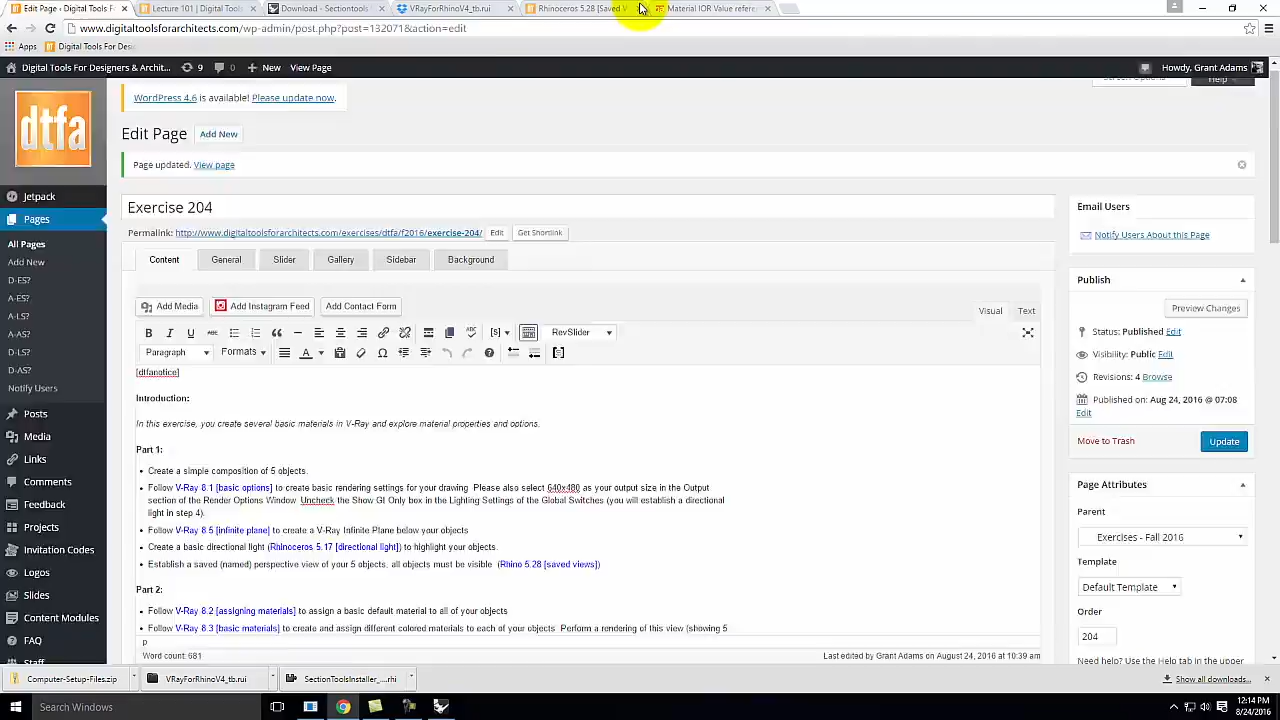 Edit Page ‹ Digital Tools F
Lecture 101 | Digital Tools
Download - Sectiontools
VRayForRhinoV4_tb.rui
Rhinoceros 5.28 [Saved V
Material IOR Value refere
www.digitaltoolsforarchitects.com/wp-admin/post.php?post=132071&action=edit
Apps
Digital Tools For Des
Digital Tools For Designers & Archit...
9
0
New
View Page
Howdy, Grant Adams
Screen Options
Help
WordPress 4.6 is available! Please update now.
dtfa
Edit Page
Add New
Page updated. View page
Jetpack
Exercise 204
Email Users
Pages
Permalink: http://www.digitaltoolsforarchitects.com/exercises/dtfa/f2016/exercise-204/
Edit
Get Shortlink
Notify Users About this Page
All Pages
Content
General
Slider
Gallery
Sidebar
Background
Add New
Publish
D-ES?
A-ES?
Add Media
Add Instagram Feed
Add Contact Form
Visual
Text
Preview Changes
A-LS?
Status: Published Edit
A-AS?
RevSlider
D-LS?
Paragraph
Formats
Visibility: Public Edit
D-AS?
[dtfanotice]
Revisions: 4 Browse
Notify Users
Introduction:
Published on: Aug 24, 2016 @ 07:08
Edit
Posts
In this exercise, you create several basic materials in V-Ray and explore material properties and options.
Media
Part 1:
Move to Trash
Update
Links
Create a simple composition of 5 objects.
Comments
Follow V-Ray 8.1 [basic options] to create basic rendering settings for your drawing Please also select 640x480 as your output size in the Output
section of the Render Options Window Uncheck the Show GI Only box in the Lighting Settings of the Global Switches (you will establish a directional
light in step 4).
Page Attributes
Feedback
Parent
Projects
Follow V-Ray 8.5 [infinite plane] to create a V-Ray Infinite Plane below your objects
Exercises - Fall 2016
Invitation Codes
Create a basic directional light (Rhinoceros 5.17 [directional light]) to highlight your objects.
Template
Logos
Establish a saved (named) perspective view of your 5 objects, all objects must be visible (Rhino 5.28 [saved views])
Default Template
Slides
Part 2:
Order
Content Modules
Follow V-Ray 8.2 [assigning materials] to assign a basic default material to all of your objects
204
FAQ
Follow V-Ray 8.3 [basic materials] to create and assign different colored materials to each of your objects Perform a rendering of this view (showing 5
p
Need help? Use the Help tab in the upper
Staff
Word count: 681
Last edited by Grant Adams on August 24, 2016 at 10:39 am
Computer-Setup-Files.zip
VRayForRhinoV4_tb.rui
SectionToolsInstaller_...rhi
Show all downloads...
Search Windows
12:14 PM
8/24/2016